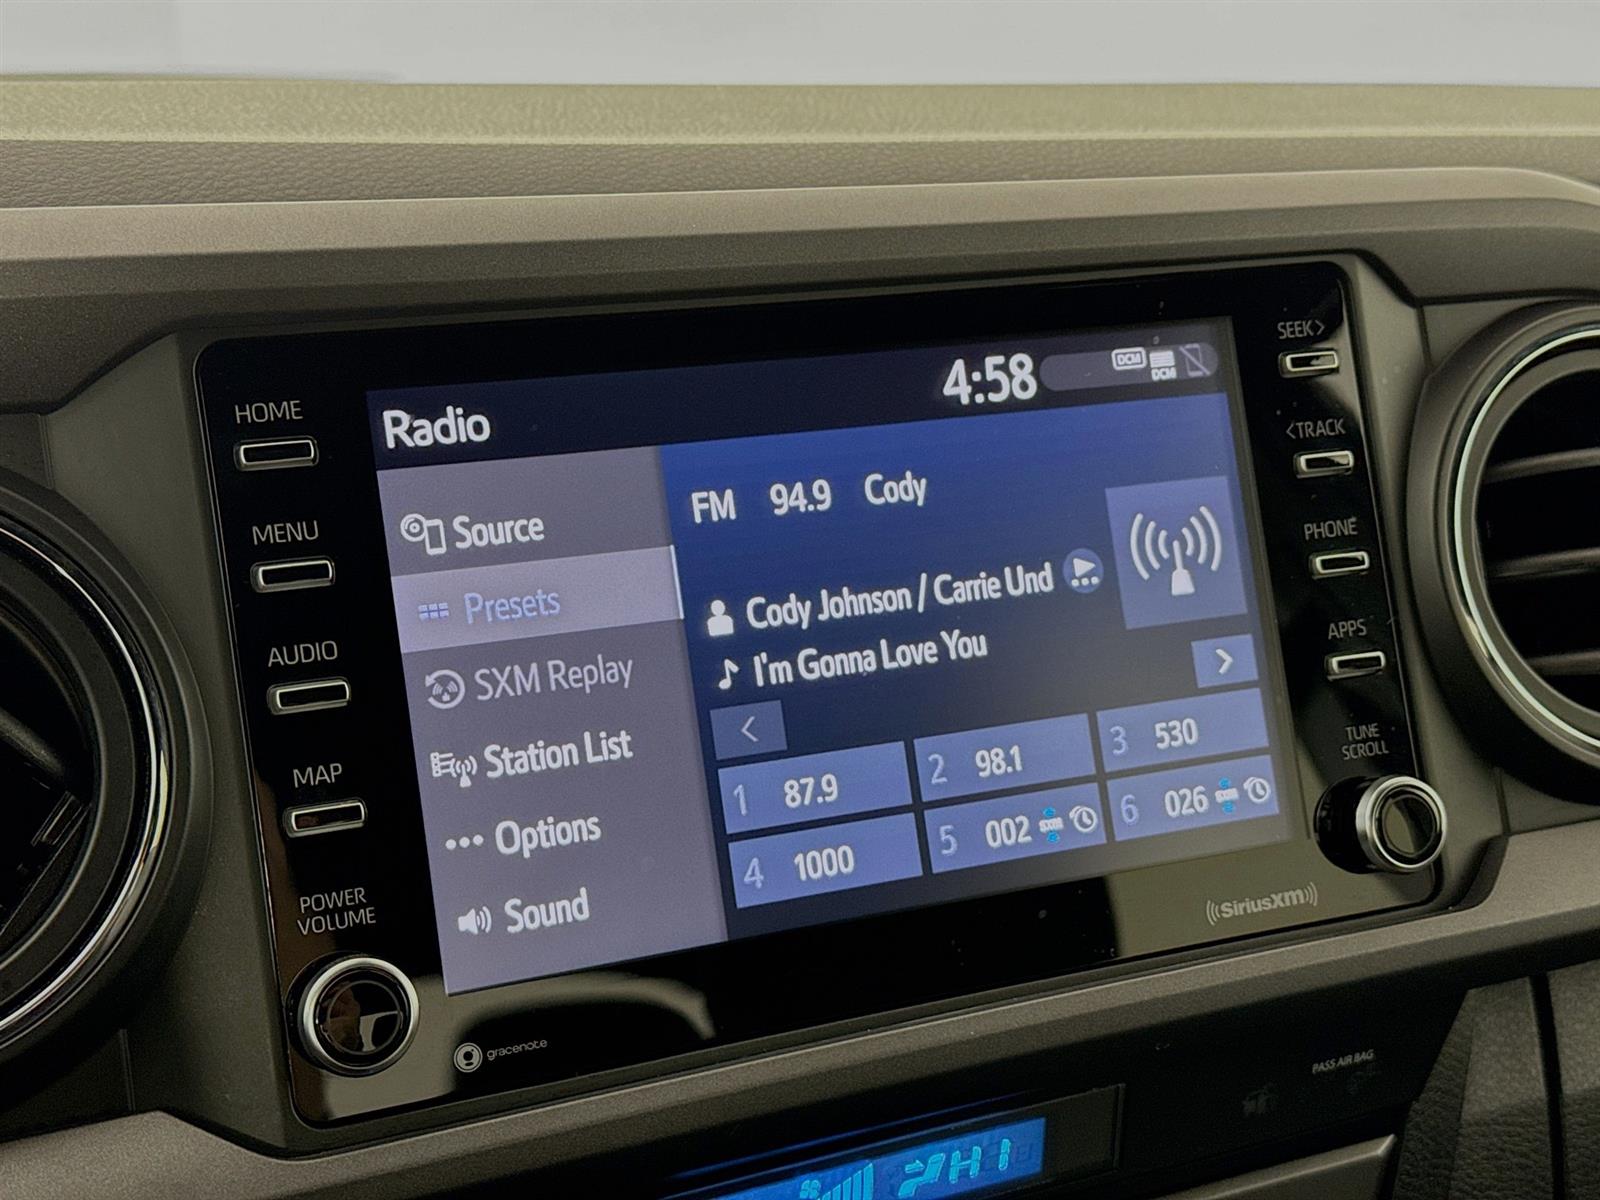 HOME
MENU
AUDIO
MAP
POWER
VOLUME
Radio
4:58
DCM
DCM
Source
Presets
SXM Replay
Station List
Options
Sound
FM 94.9 Cody
Cody Johnson / Carrie Und
I'm Gonna Love You
1 87.9
2 98.1
3 530
4 1000
5 002 SXM
6 026 SXM
SEEK>
<TRACK
PHONE
APPS
TUNE
SCROLL
SiriusXM
gracenote
PASS AIR BAG
HI